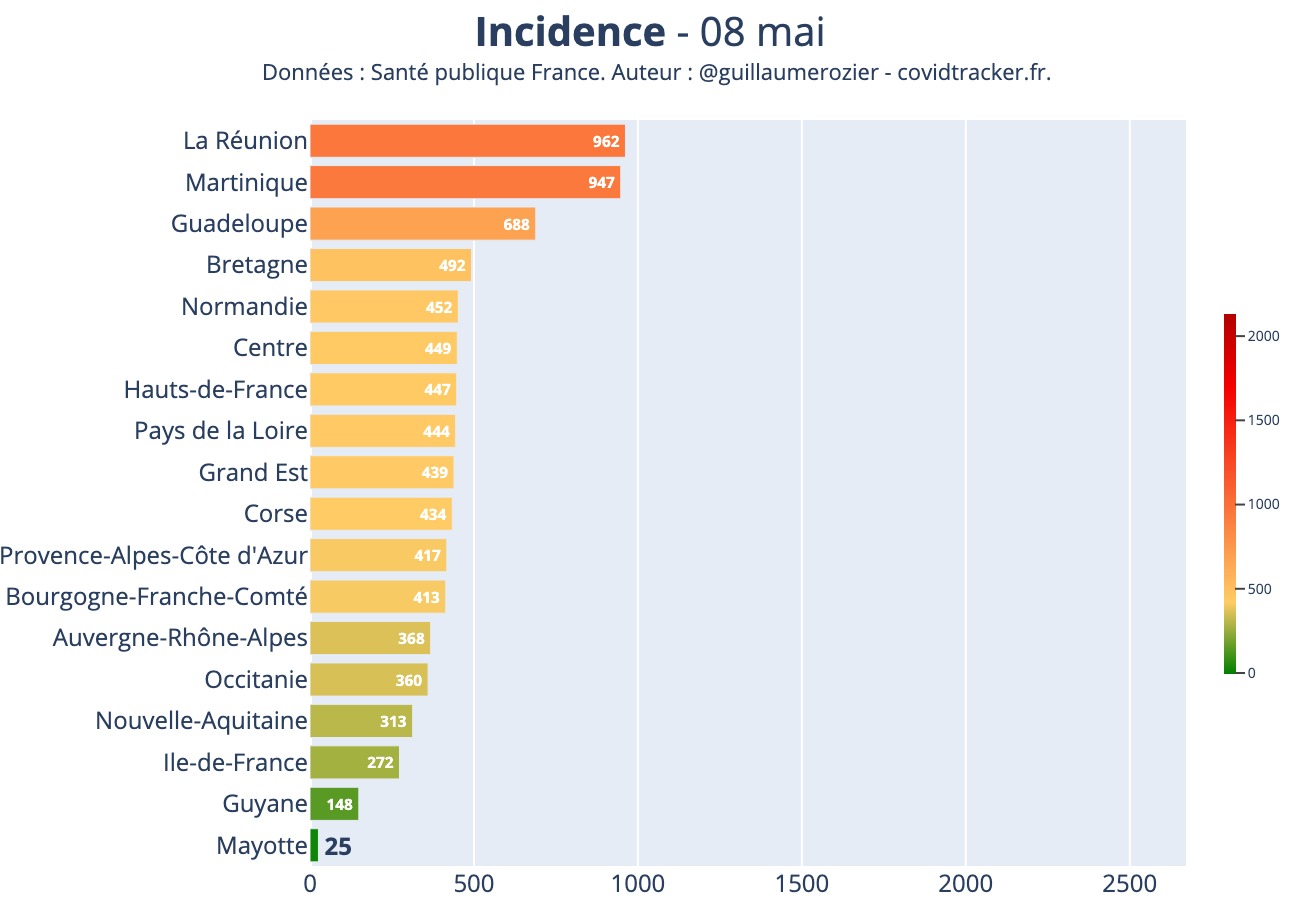 Incidence - 08 mai
Données : Santé publique France. Auteur : @guillaumerozier - covidtracker.fr.
La Réunion 962
Martinique 947
Guadeloupe 688
Bretagne 492
Normandie 452
Centre 449
Hauts-de-France 447
Pays de la Loire 444
Grand Est 439
Corse 434
Provence-Alpes-Côte d'Azur 417
Bourgogne-Franche-Comté 413
Auvergne-Rhône-Alpes 368
Occitanie 360
Nouvelle-Aquitaine 313
Ile-de-France 272
Guyane 148
Mayotte 25
0 500 1000 1500 2000 2500
2000
1500
1000
500
0